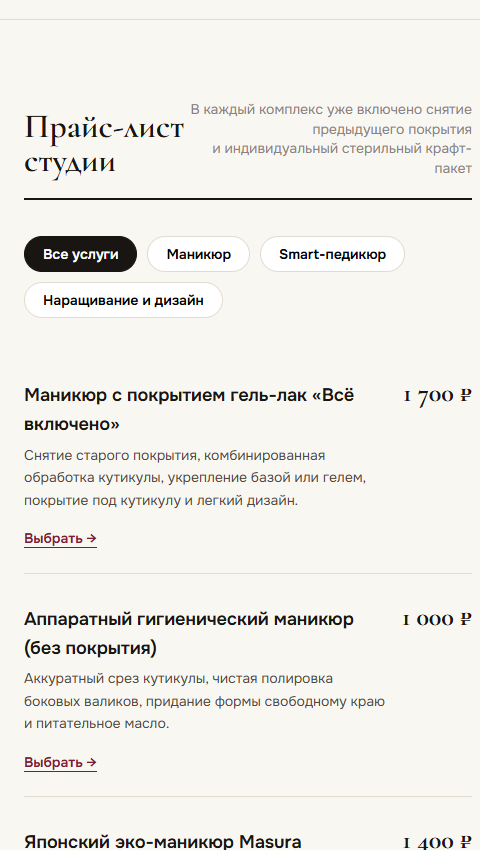 Прайс-лист
студии
В каждый комплекс уже включено снятие
предыдущего покрытия
и индивидуальный стерильный крафт-
пакет
Все услуги
Маникюр
Smart-педикюр
Наращивание и дизайн
Маникюр с покрытием гель-лак «Всё
включено»
1 700 ₽
Снятие старого покрытия, комбинированная
обработка кутикулы, укрепление базой или гелем,
покрытие под кутикулу и легкий дизайн.
Выбрать →
Аппаратный гигиенический маникюр
(без покрытия)
1 000 ₽
Аккуратный срез кутикулы, чистая полировка
боковых валиков, придание формы свободному краю
и питательное масло.
Выбрать →
Японский эко-маникюр Masura
1 400 ₽